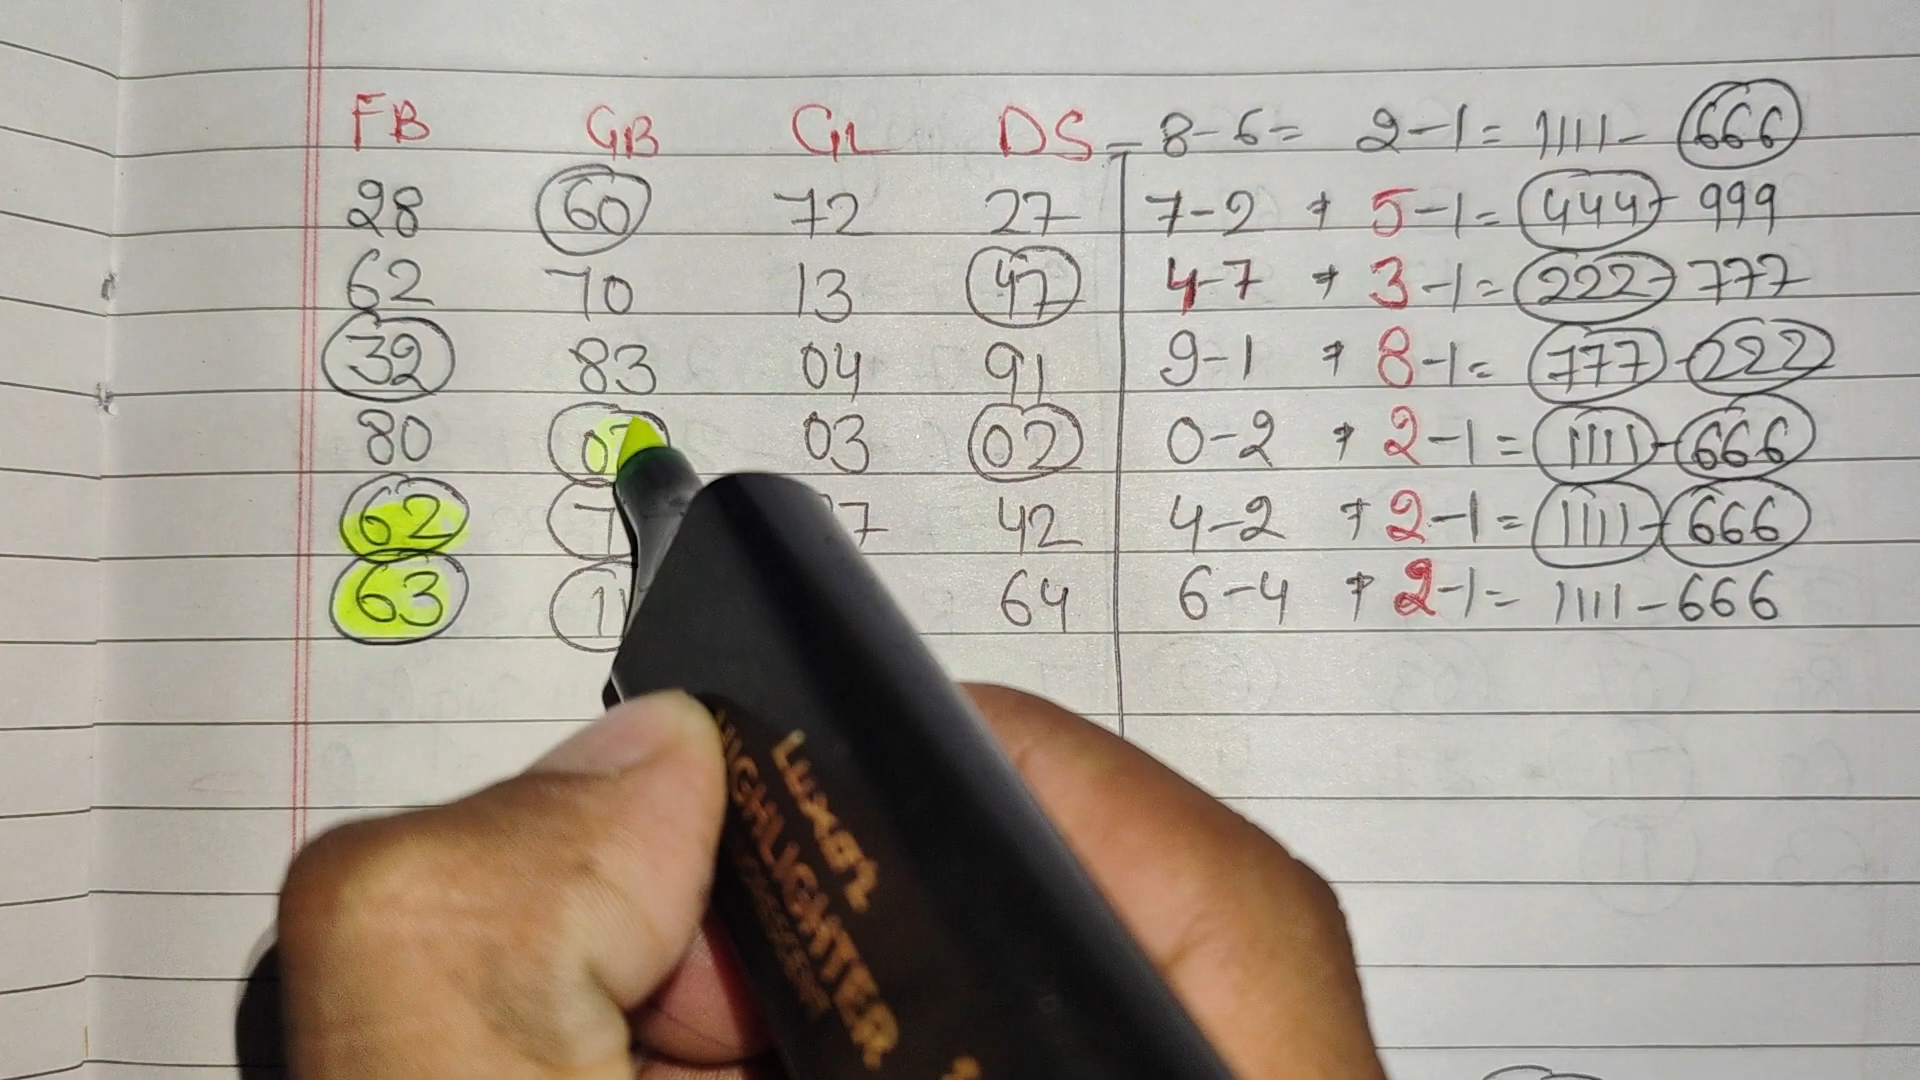 FB GB GL DS - 8-6= 2-1= 1111- 666
28 60 72 27 7-2 → 5-1= 444- 999
62 70 13 47 4-7 → 3-1= 222- 777
32 83 04 91 9-1 → 8-1= 777-222
80 03 02 0-2 → 2-1= 1111-666
62 42 4-2 → 2-1= 1111-666
63 64 6-4 → 2-1= 1111-666
Luxor
HIGHLIGHTER